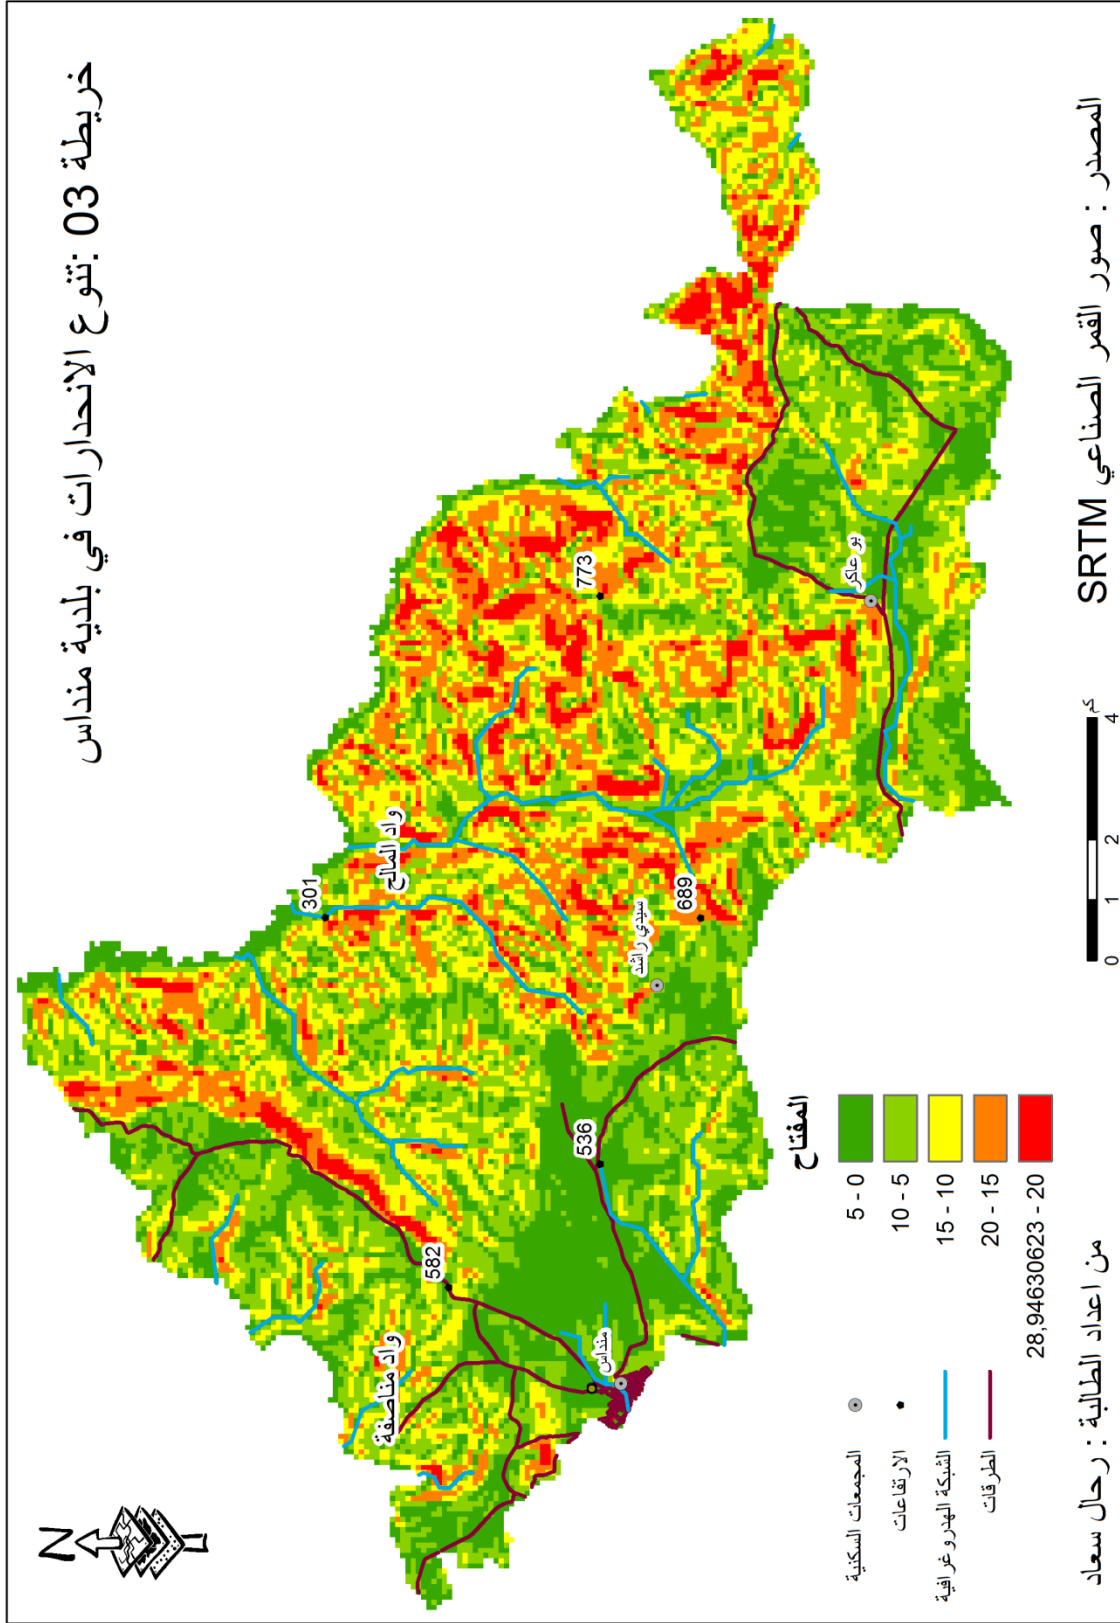 خريطة 03 :تنوع الانحدارات في بلدية منداس
N
301
واد المالح
773
582
واد مناصفة
689
سيدي راشد
536
منداس
بو عاكر
المفتاح
5 - 0
10 - 5
15 - 10
20 - 15
28,94630623 - 20
المجمعات السكنية
الارتفاعات
الشبكة الهدروغرافية
الطرقات
0 1 2 4
كم
من اعداد الطالبة : رحال سعاد
المصدر : صور القمر الصناعي SRTM